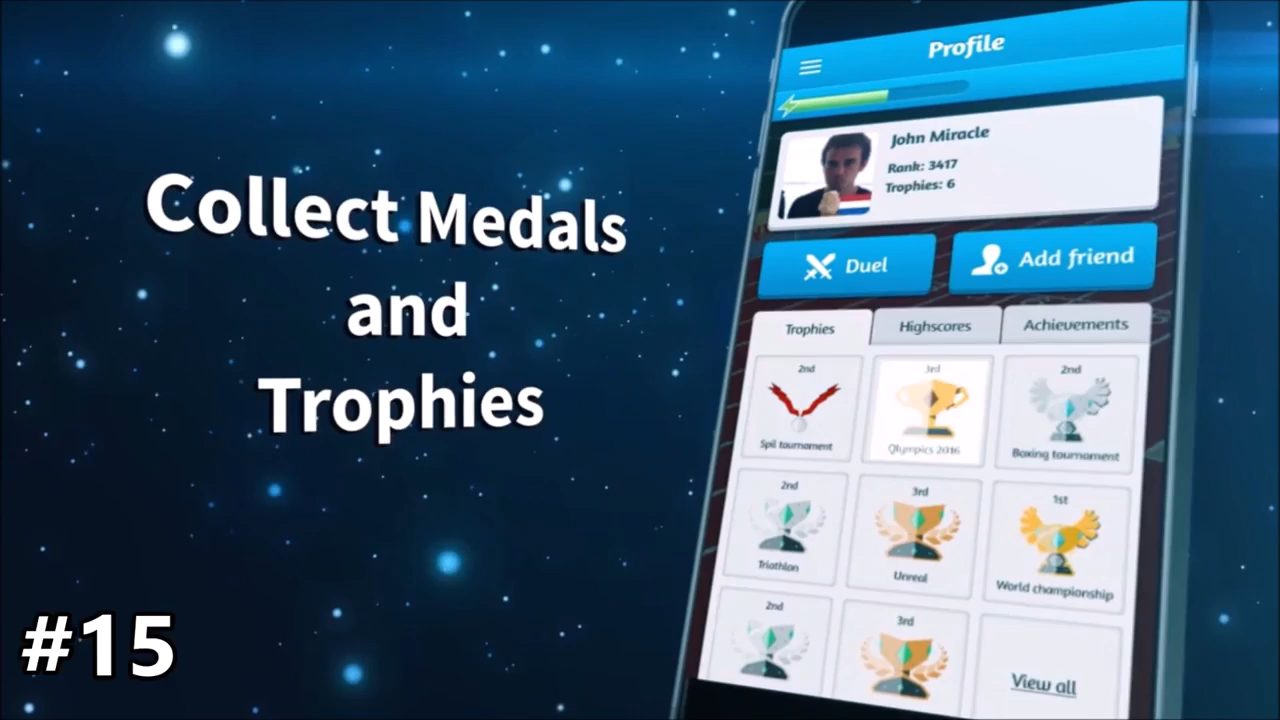 Collect Medals
and
Trophies
#15
Profile
John Miracle
Rank: 3417
Trophies: 6
Duel
Add friend
Trophies
Highscores
Achievements
2nd
Spil tournament
3rd
Olympics 2016
2nd
Boxing tournament
2nd
Triathlon
3rd
Unreal
1st
World championship
2nd
3rd
View all